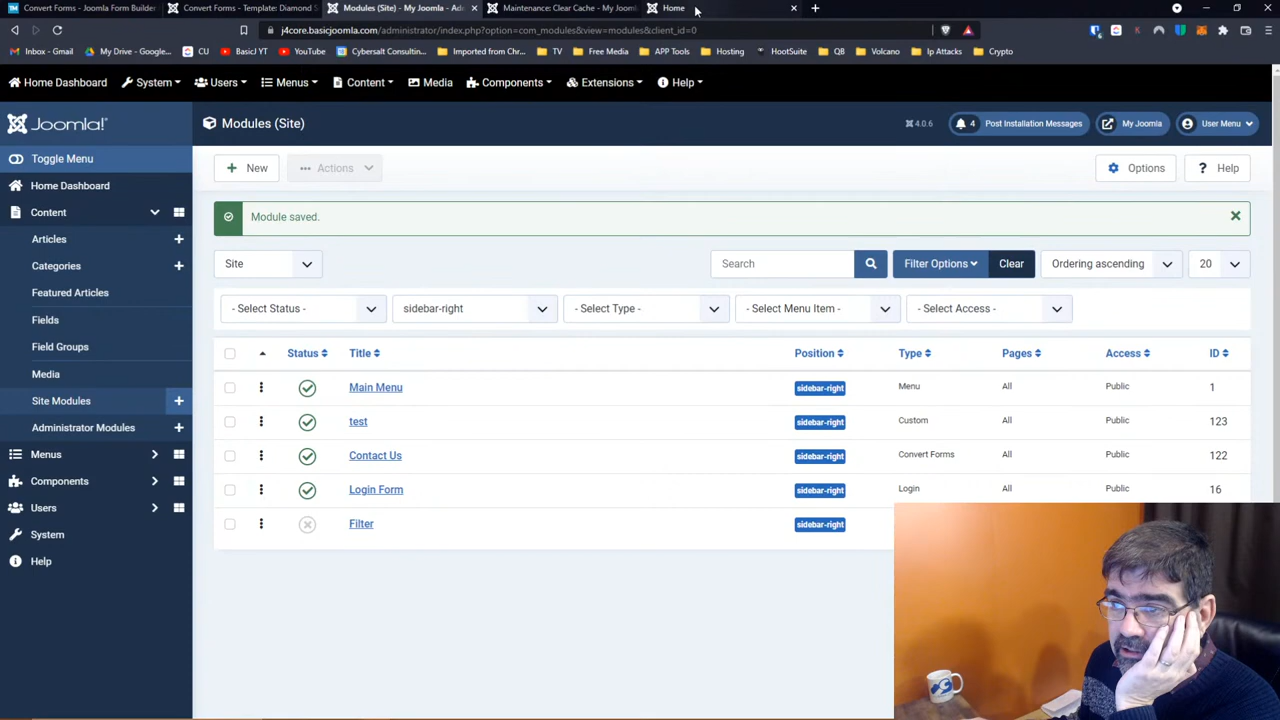 Convert Forms - Joomla Form Builder
Convert Forms - Template: Diamond S
Modules (Site) - My Joomla - Adm
Maintenance: Clear Cache - My Jooml
Home
j4core.basicjoomla.com/administrator/index.php?option=com_modules&view=modules&client_id=0
Inbox - Gmail
My Drive - Google...
CU
BasicJ YT
YouTube
Cybersalt Consulting
Imported from Chr...
TV
Free Media
APP Tools
Hosting
HootSuite
QB
Volcano
Ip Attacks
Crypto
Home Dashboard
System
Users
Menus
Content
Media
Components
Extensions
Help
Joomla!
Modules (Site)
4.0.6
4
Post Installation Messages
My Joomla
User Menu
Toggle Menu
Home Dashboard
Content
Articles
Categories
Featured Articles
Fields
Field Groups
Media
Site Modules
Administrator Modules
Menus
Components
Users
System
Help
New
Actions
Options
Help
Module saved.
Site
Search
Filter Options
Clear
Ordering ascending
20
- Select Status -
sidebar-right
- Select Type -
- Select Menu Item -
- Select Access -
Status
Title
Position
Type
Pages
Access
ID
Main Menu
sidebar-right
Menu
All
Public
1
test
sidebar-right
Custom
All
Public
123
Contact Us
sidebar-right
Convert Forms
All
Public
122
Login Form
sidebar-right
Login
All
Public
16
Filter
sidebar-right